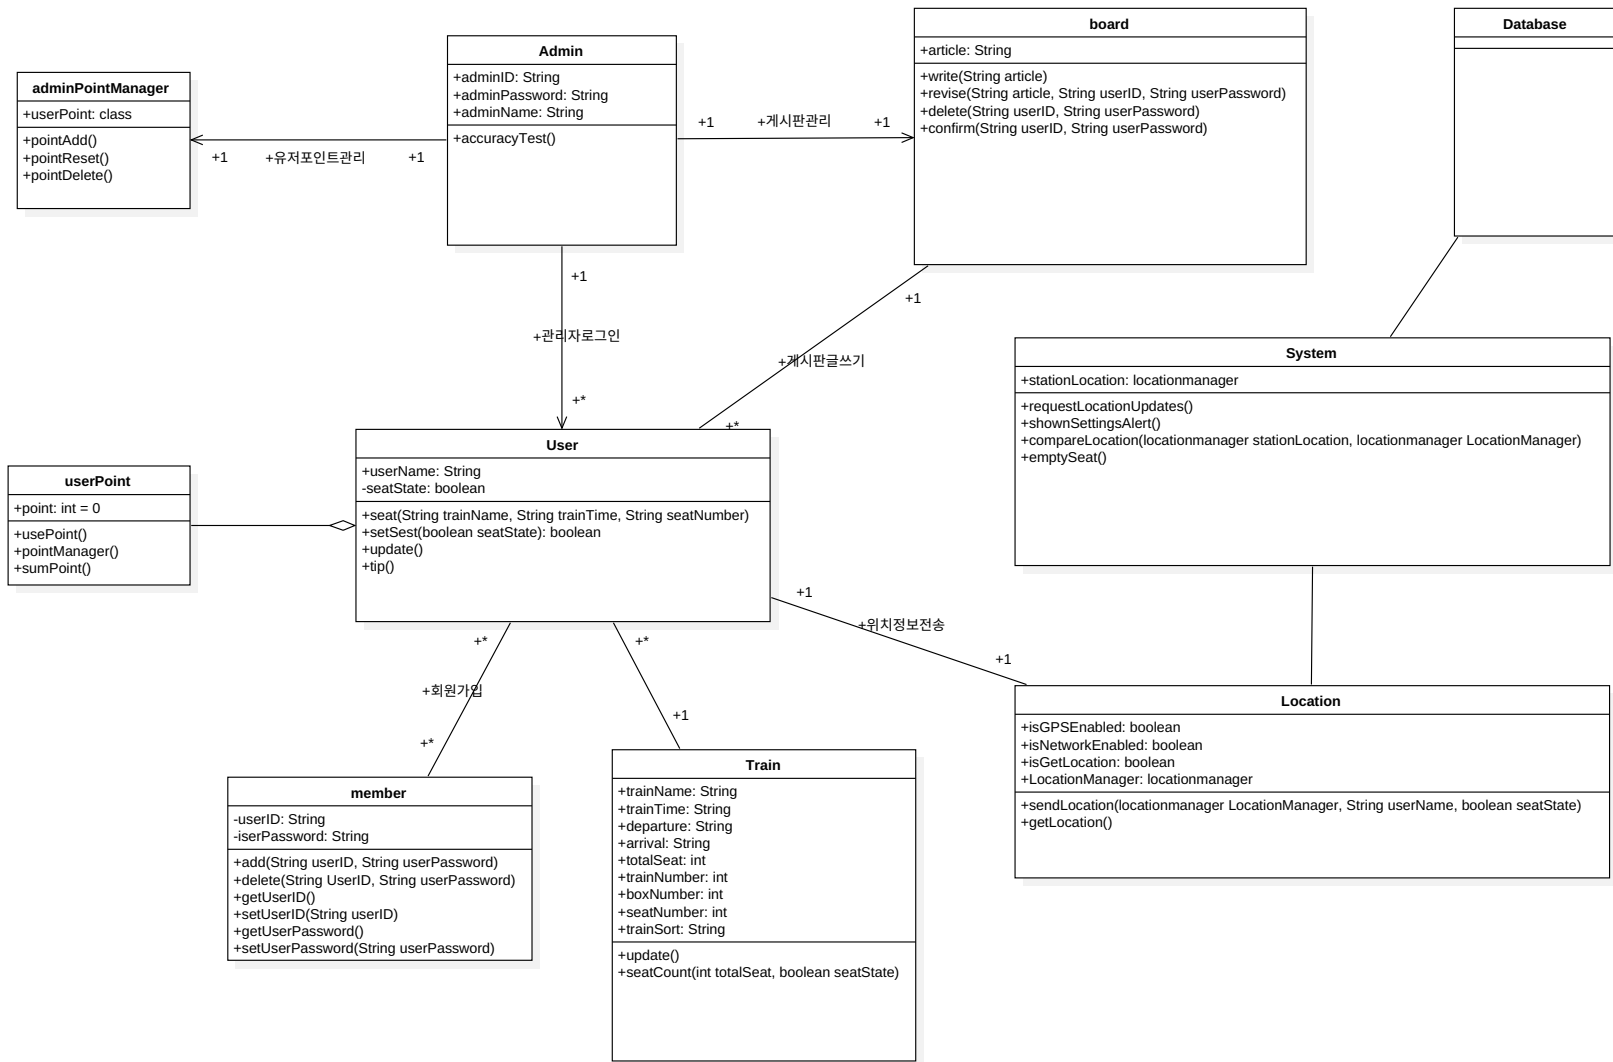 board
+article: String
+write(String article)
+revise(String article, String userID, String userPassword)
+delete(String userID, String userPassword)
+confirm(String userID, String userPassword)
Database
Admin
+adminID: String
+adminPassword: String
+adminName: String
+accuracyTest()
adminPointManager
+userPoint: class
+pointAdd()
+pointReset()
+pointDelete()
+1
+유저포인트관리
+1
+1
+게시판관리
+1
+1
+관리자로그인
+*
+1
+게시판글쓰기
+*
System
+stationLocation: locationmanager
+requestLocationUpdates()
+shownSettingsAlert()
+compareLocation(locationmanager stationLocation, locationmanager LocationManager)
+emptySeat()
User
+userName: String
-seatState: boolean
+seat(String trainName, String trainTime, String seatNumber)
+setSest(boolean seatState): boolean
+update()
+tip()
userPoint
+point: int = 0
+usePoint()
+pointManager()
+sumPoint()
+1
+위치정보전송
+1
+*
+회원가입
+*
+*
+1
Location
+isGPSEnabled: boolean
+isNetworkEnabled: boolean
+isGetLocation: boolean
+LocationManager: locationmanager
+sendLocation(locationmanager LocationManager, String userName, boolean seatState)
+getLocation()
member
-userID: String
-iserPassword: String
+add(String userID, String userPassword)
+delete(String UserID, String userPassword)
+getUserID()
+setUserID(String userID)
+getUserPassword()
+setUserPassword(String userPassword)
Train
+trainName: String
+trainTime: String
+departure: String
+arrival: String
+totalSeat: int
+trainNumber: int
+boxNumber: int
+seatNumber: int
+trainSort: String
+update()
+seatCount(int totalSeat, boolean seatState)